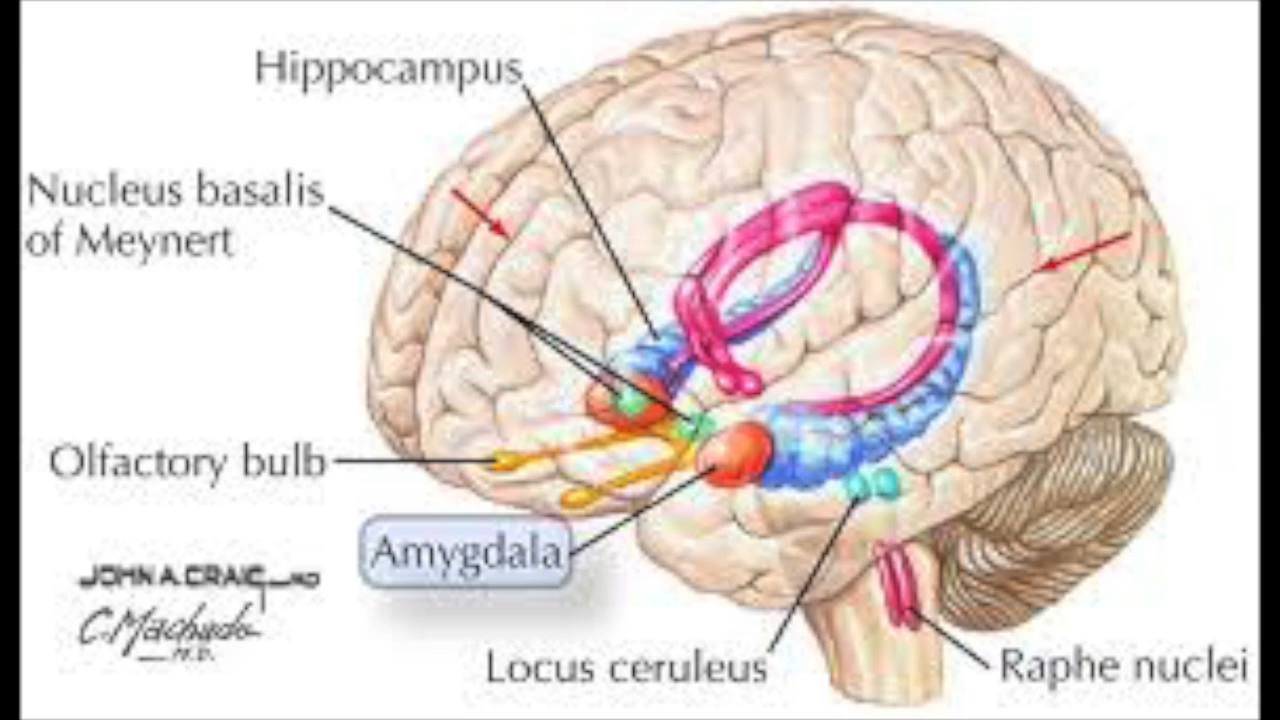 Hippocampus
Nucleus basalis
of Meynert
Olfactory bulb
Amygdala
JOHN A. CRAIG_MD
C. Machado
M.D.
Locus ceruleus
Raphe nuclei